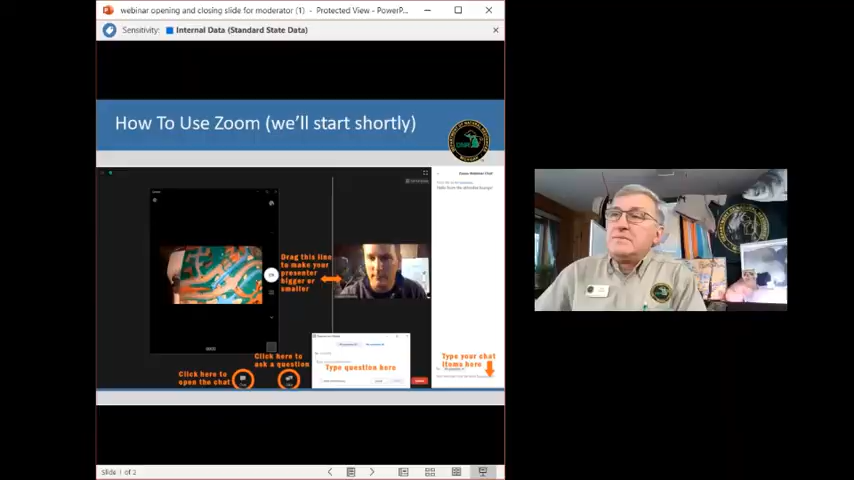 webinar opening and closing slide for moderator (1) - Protected View - PowerP...
Sensitivity: Internal Data (Standard State Data)
How To Use Zoom (we'll start shortly)
DNR
Drag this line
to make your
presenter
bigger or
smaller
Click here to
ask a question
Type question here
Type your chat
items here
Click here to
open the chat
Slide 1 of 2